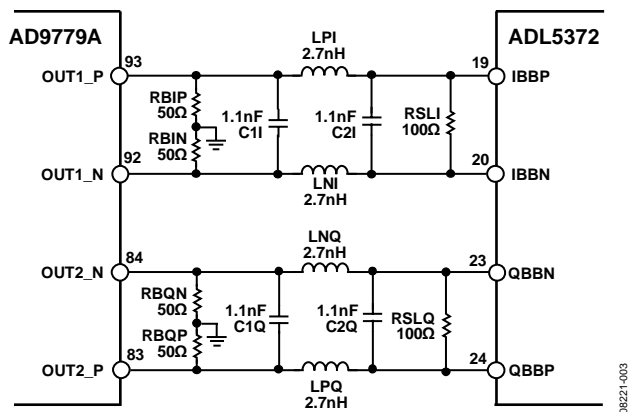 AD9779A
ADL5372
OUT1_P
93
LPI
2.7nH
19
IBBP
RBIP
50Ω
RBIN
50Ω
1.1nF
C1I
1.1nF
C2I
RSLI
100Ω
OUT1_N
92
LNI
2.7nH
20
IBBN
OUT2_N
84
LNQ
2.7nH
23
QBBN
RBQN
50Ω
RBQP
50Ω
1.1nF
C1Q
1.1nF
C2Q
RSLQ
100Ω
OUT2_P
83
LPQ
2.7nH
24
QBBP
08221-003